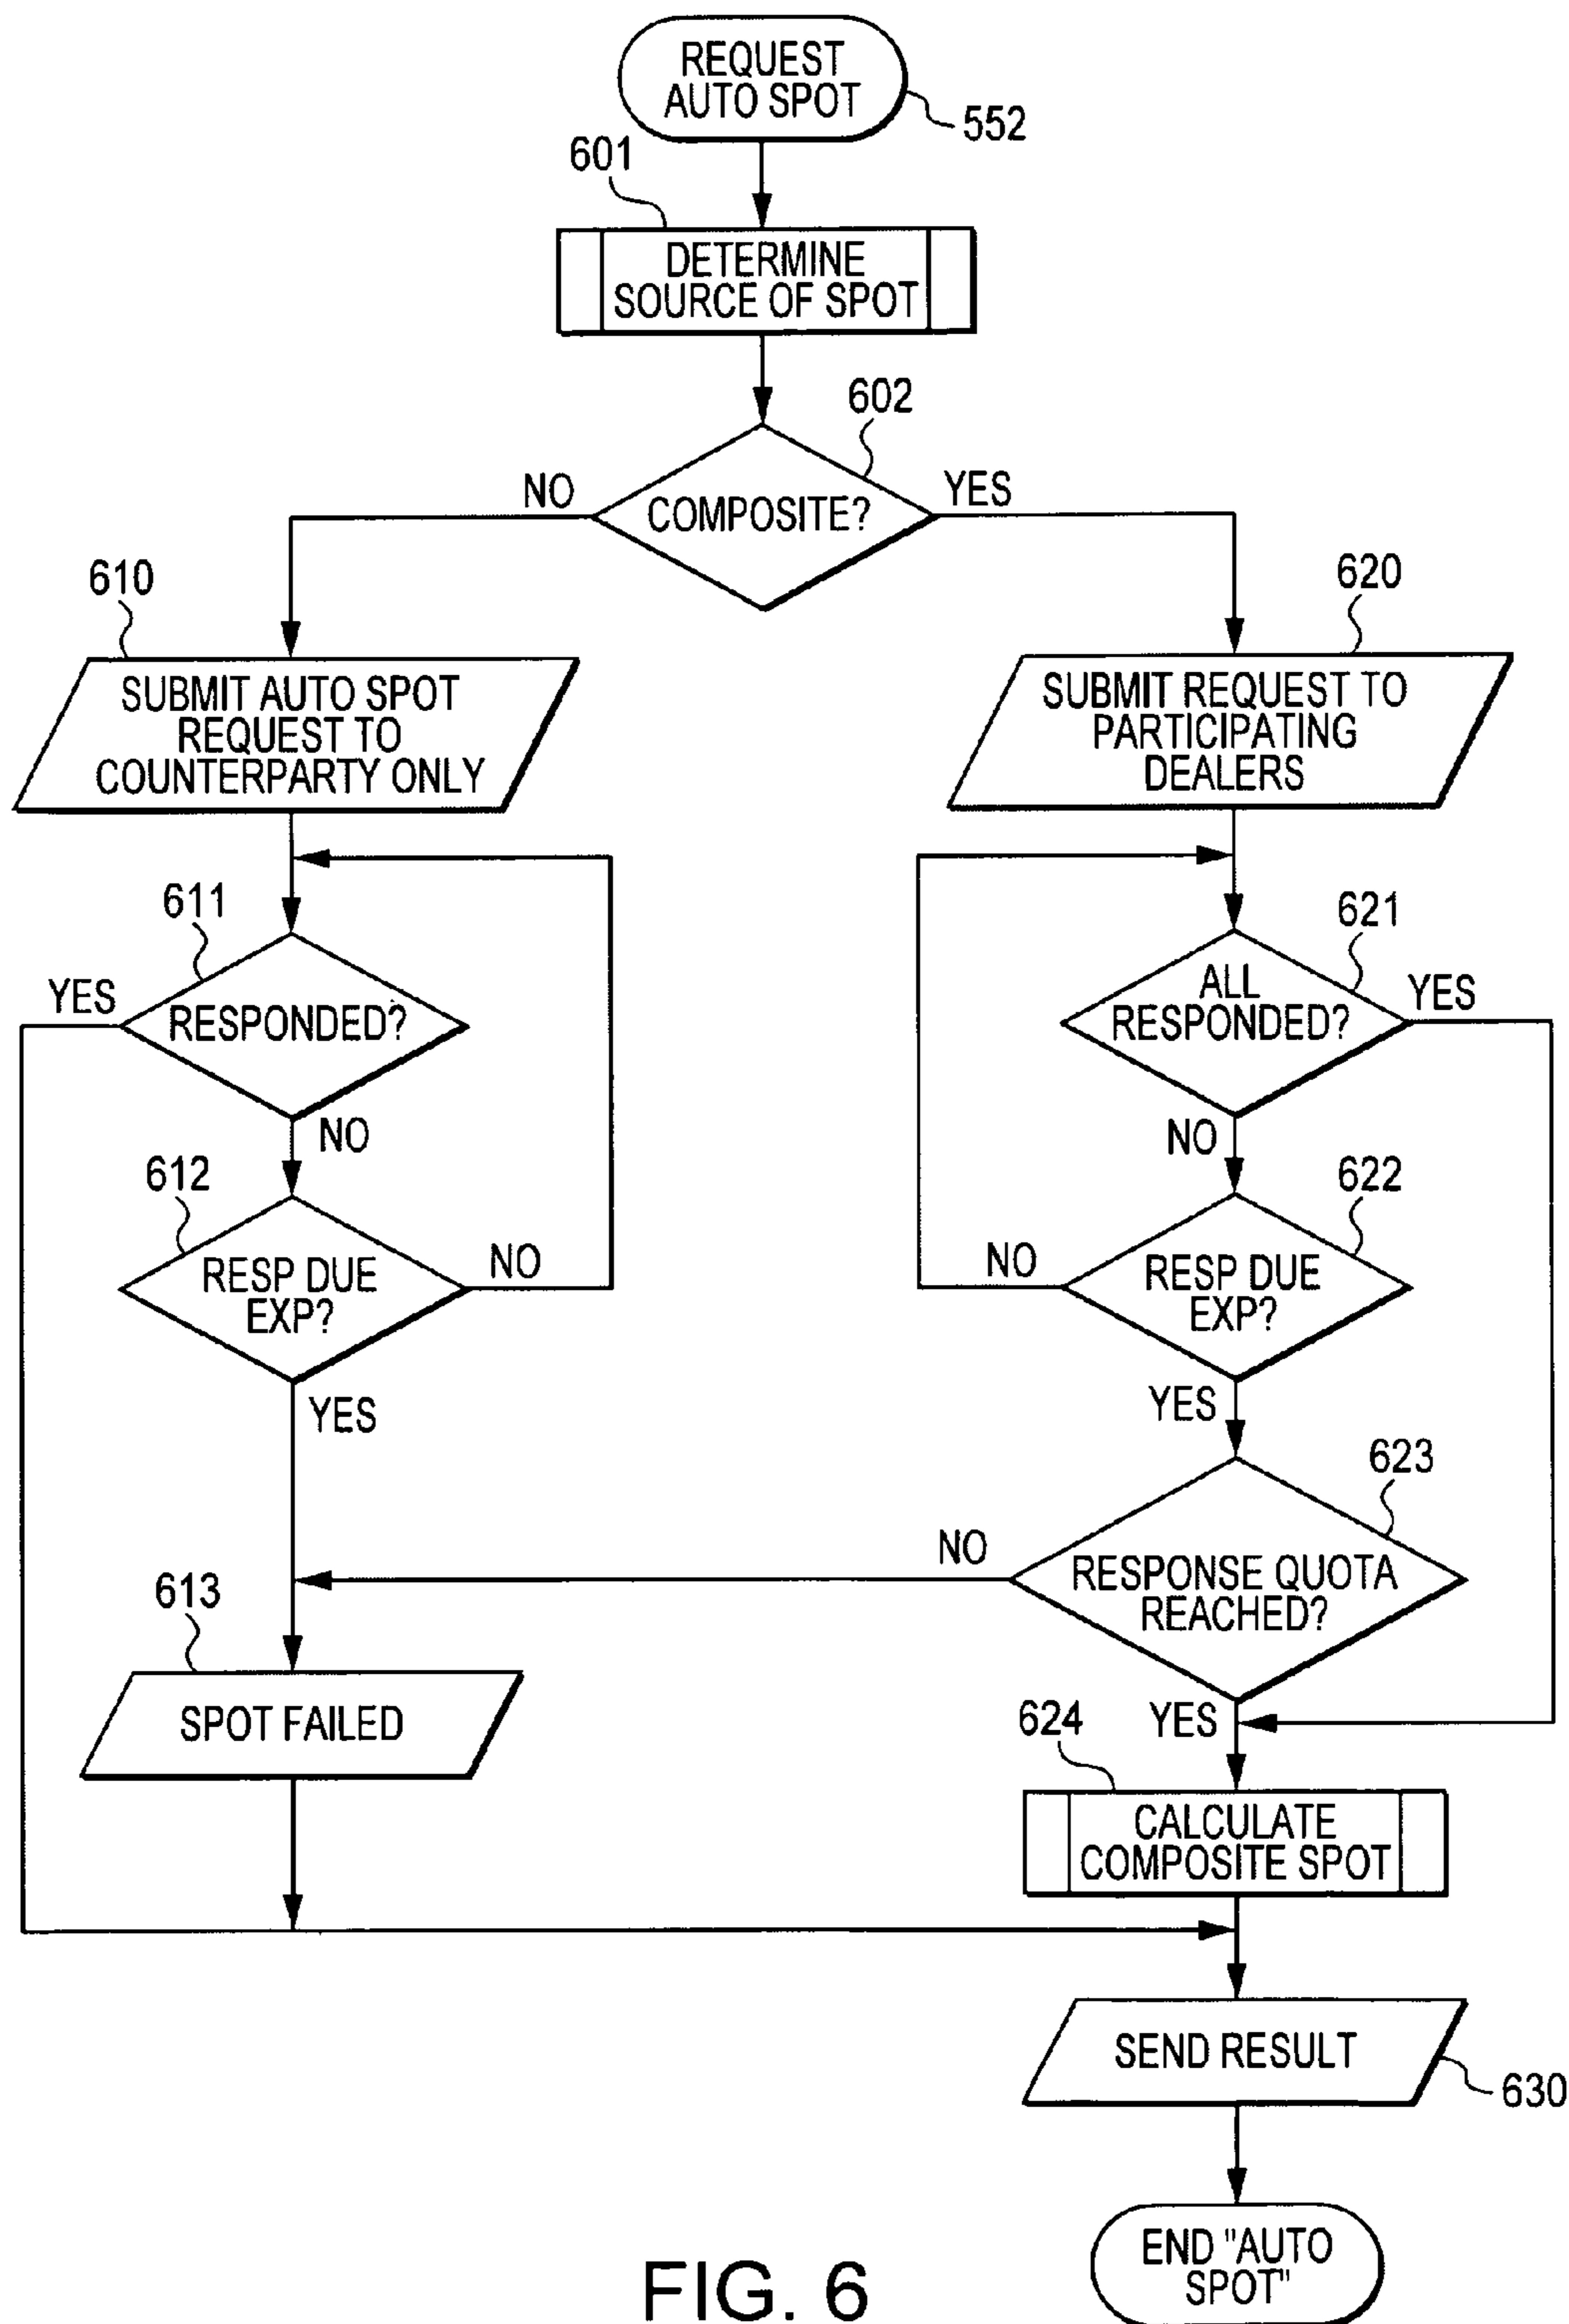 REQUEST
AUTO SPOT
552
601
DETERMINE
SOURCE OF SPOT
602
NO
COMPOSITE?
YES
610
SUBMIT AUTO SPOT
REQUEST TO
COUNTERPARTY ONLY
620
SUBMIT REQUEST TO
PARTICIPATING
DEALERS
611
YES
RESPONDED?
NO
621
ALL
RESPONDED?
YES
NO
612
RESP DUE
EXP?
NO
YES
622
NO
RESP DUE
EXP?
YES
623
NO
RESPONSE QUOTA
REACHED?
YES
613
SPOT FAILED
624
CALCULATE
COMPOSITE SPOT
SEND RESULT
630
END "AUTO
SPOT"
FIG. 6